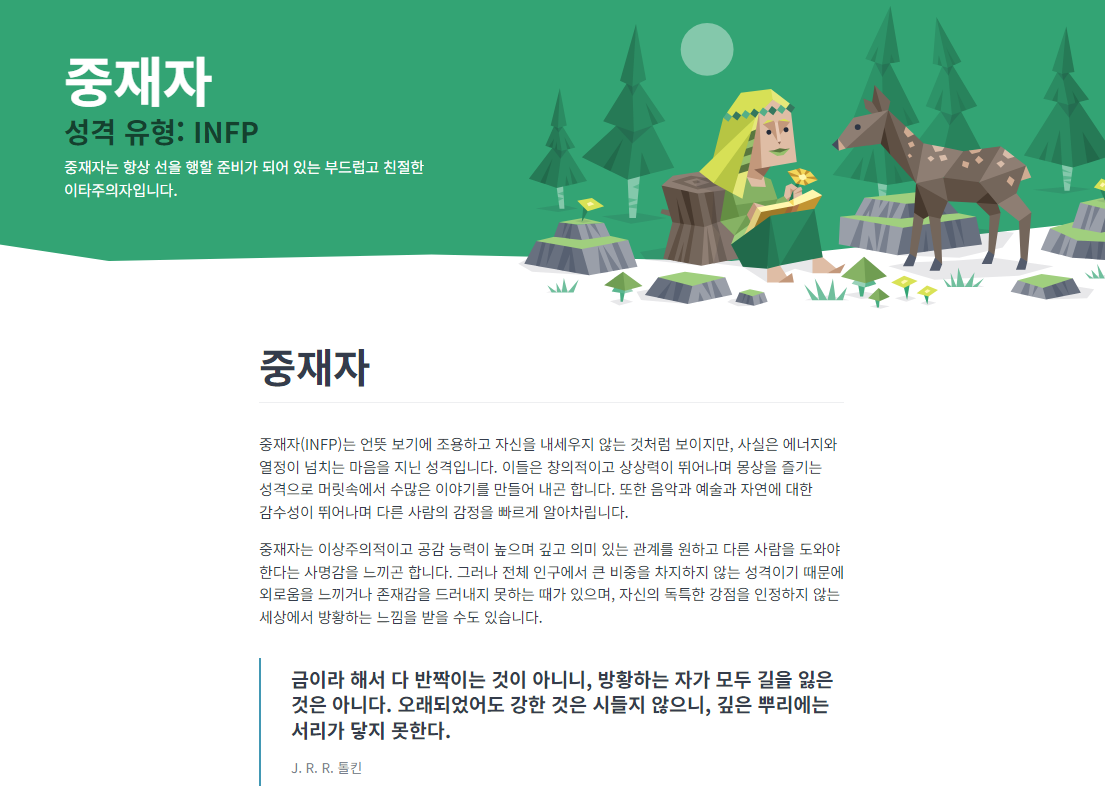 중재자
성격 유형: INFP
중재자는 항상 선을 행할 준비가 되어 있는 부드럽고 친절한
이타주의자입니다.
중재자
중재자(INFP)는 언뜻 보기에 조용하고 자신을 내세우지 않는 것처럼 보이지만, 사실은 에너지와
열정이 넘치는 마음을 지닌 성격입니다. 이들은 창의적이고 상상력이 뛰어나며 몽상을 즐기는
성격으로 머릿속에서 수많은 이야기를 만들어 내곤 합니다. 또한 음악과 예술과 자연에 대한
감수성이 뛰어나며 다른 사람의 감정을 빠르게 알아차립니다.
중재자는 이상주의적이고 공감 능력이 높으며 깊고 의미 있는 관계를 원하고 다른 사람을 도와야
한다는 사명감을 느끼곤 합니다. 그러나 전체 인구에서 큰 비중을 차지하지 않는 성격이기 때문에
외로움을 느끼거나 존재감을 드러내지 못하는 때가 있으며, 자신의 독특한 강점을 인정하지 않는
세상에서 방황하는 느낌을 받을 수도 있습니다.
금이라 해서 다 반짝이는 것이 아니니, 방황하는 자가 모두 길을 잃은
것은 아니다. 오래되었어도 강한 것은 시들지 않으니, 깊은 뿌리에는
서리가 닿지 못한다.
J. R. R. 톨킨